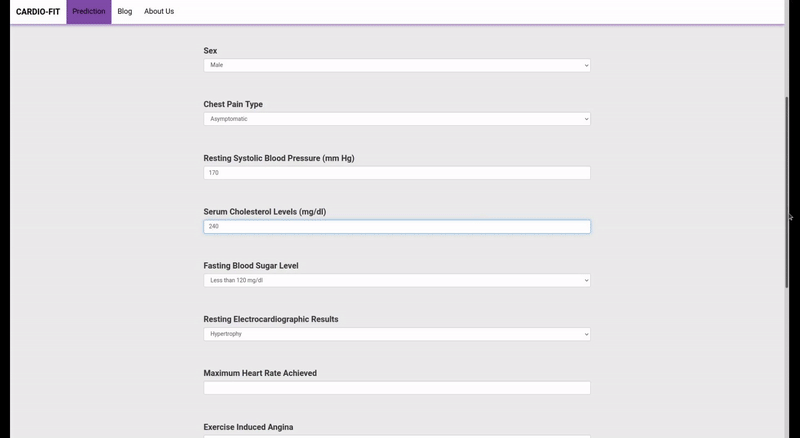 CARDIO-FIT Prediction Blog About Us
Sex
Male
Chest Pain Type
Asymptomatic
Resting Systolic Blood Pressure (mm Hg)
170
Serum Cholesterol Levels (mg/dl)
240
Fasting Blood Sugar Level
Less than 120 mg/dl
Resting Electrocardiographic Results
Hypertrophy
Maximum Heart Rate Achieved
Exercise Induced Angina